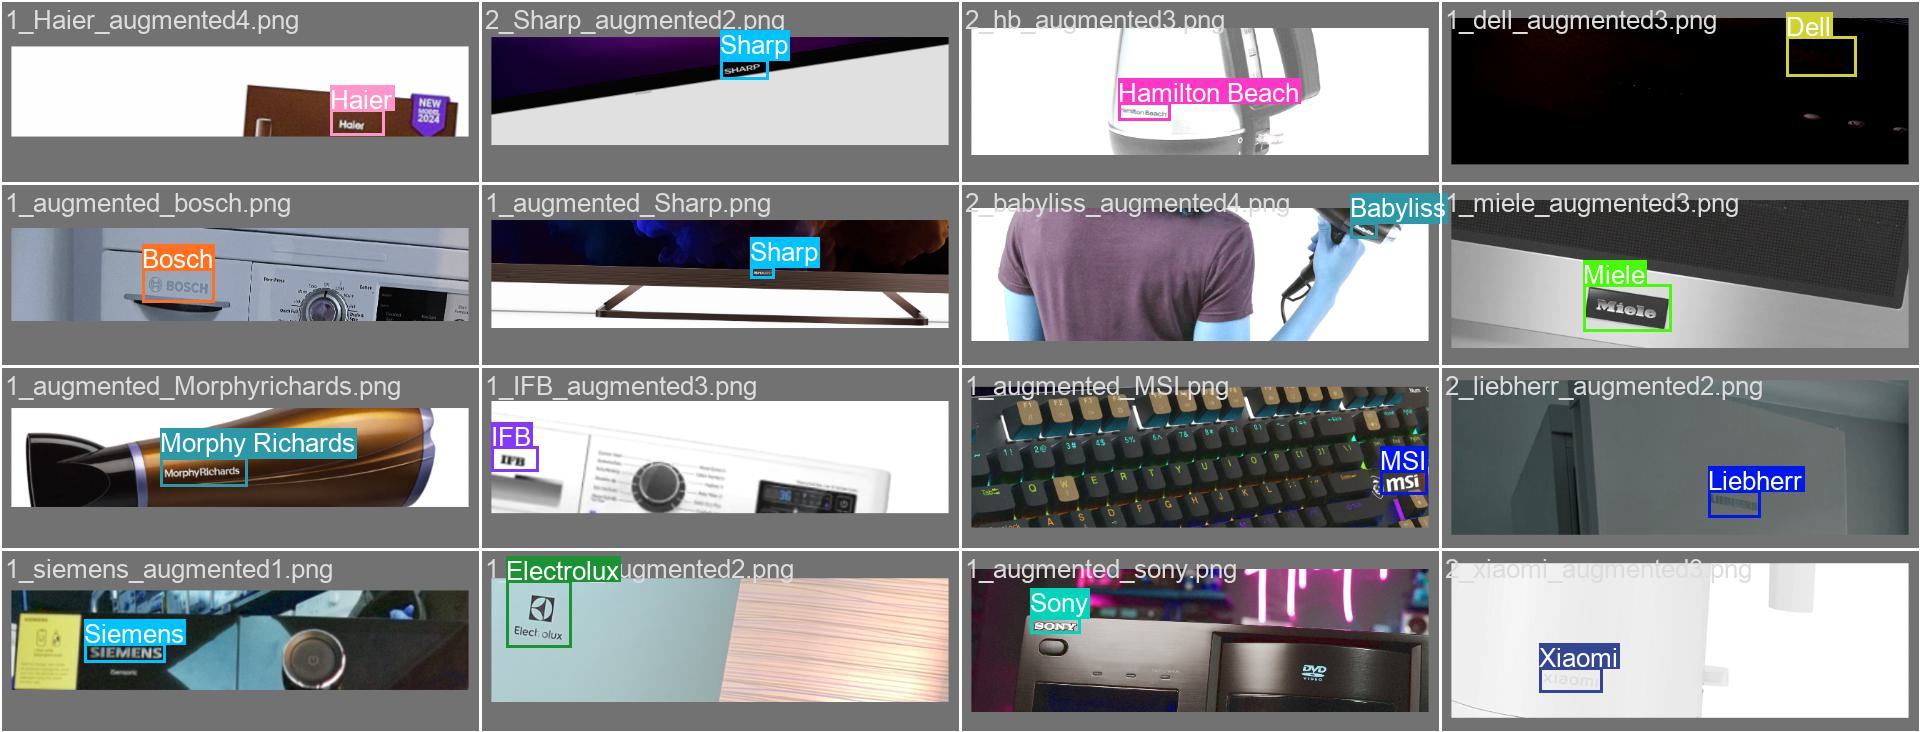 1_Haier_augmented4.png
Haier
Haier
NEW
MODEL
2024
2_Sharp_augmented2.png
Sharp
SHARP
2_hb_augmented3.png
Hamilton Beach
Hamilton Beach
1_dell_augmented3.png
Dell
1_augmented_bosch.png
Bosch
BOSCH
1_augmented_Sharp.png
Sharp
SHARP
2_babyliss_augmented4.png
Babyliss
1_miele_augmented3.png
Miele
Miele
1_augmented_Morphyrichards.png
Morphy Richards
MorphyRichards
1_IFB_augmented3.png
IFB
IFB
36
1_augmented_MSI.png
MSI
msi
Q W E R T Y U I O P
A S D F G H J K L
2_liebherr_augmented2.png
Liebherr
1_siemens_augmented1.png
Siemens
SIEMENS
1_
Electrolux
ugmented2.png
Electrolux
1_augmented_sony.png
Sony
SONY
DVD
VIDEO
2_xiaomi_augmented3.png
Xiaomi
xiaomi